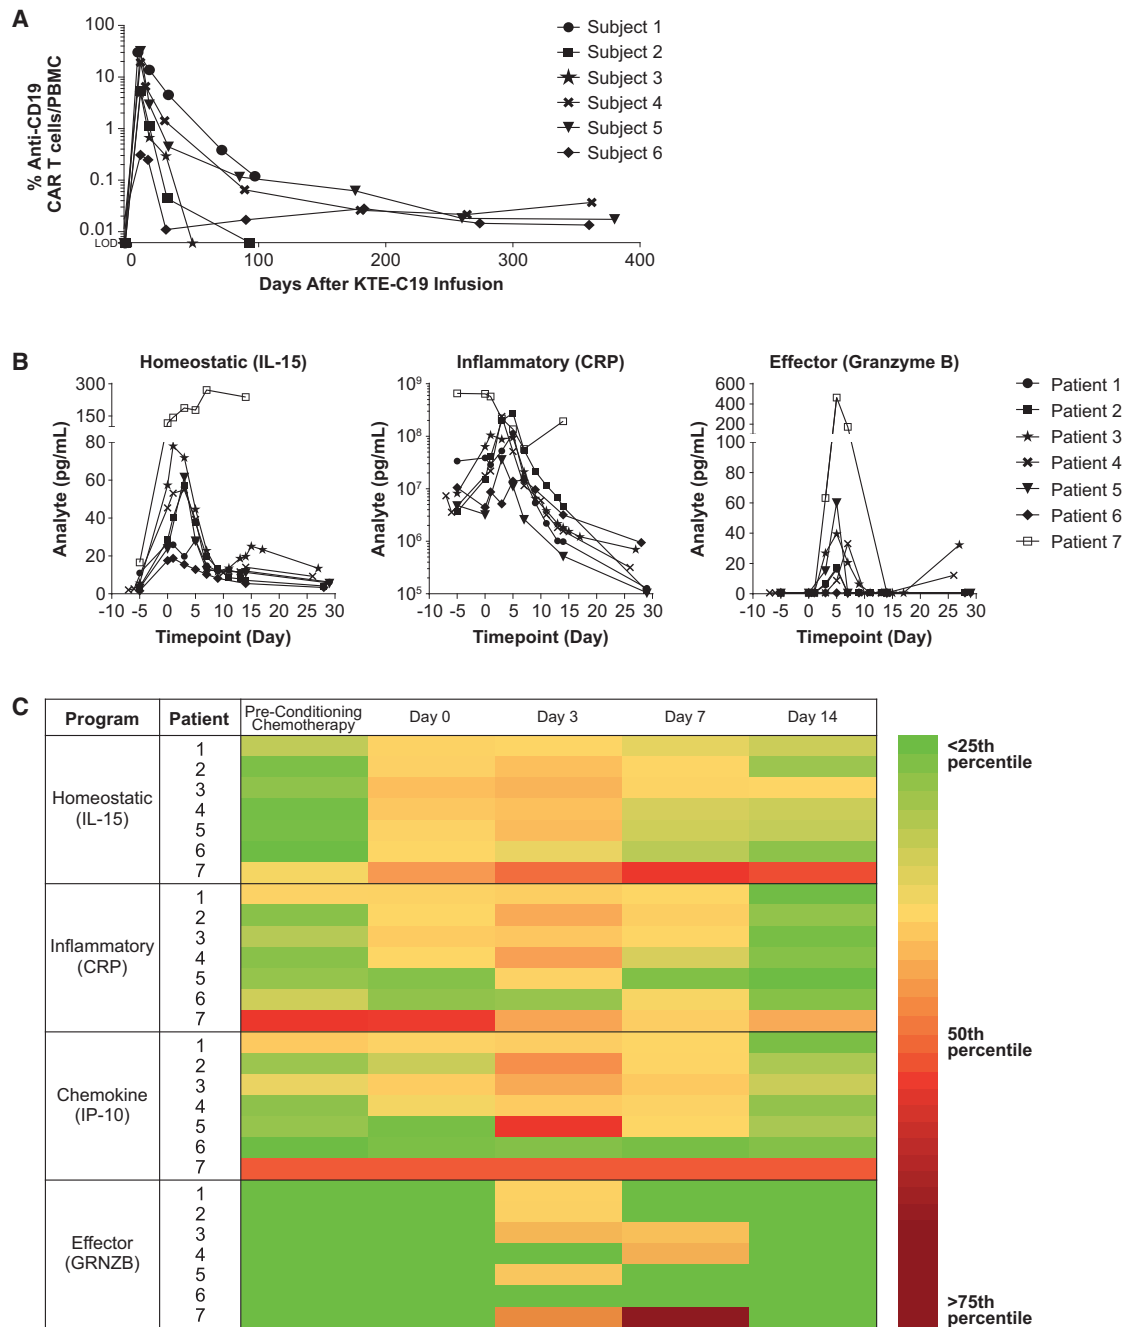 A
% Anti-CD19
CAR T cells/PBMC
100
10
1
0.1
0.01
LOD
0
100
200
300
400
Days After KTE-C19 Infusion
Subject 1
Subject 2
Subject 3
Subject 4
Subject 5
Subject 6
B
Homeostatic (IL-15)
Analyte (pg/mL)
300
150
80
60
40
20
0
-10 -5 0 5 10 15 20 25 30
Timepoint (Day)
Inflammatory (CRP)
Analyte (pg/mL)
10⁹
10⁸
10⁷
10⁶
10⁵
-10 -5 0 5 10 15 20 25 30
Timepoint (Day)
Effector (Granzyme B)
Analyte (pg/mL)
600
400
200
100
80
60
40
20
0
-10 -5 0 5 10 15 20 25 30
Timepoint (Day)
Patient 1
Patient 2
Patient 3
Patient 4
Patient 5
Patient 6
Patient 7
C
Program Patient Pre-Conditioning Chemotherapy Day 0 Day 3 Day 7 Day 14
Homeostatic
(IL-15)
1
2
3
4
5
6
7
Inflammatory
(CRP)
1
2
3
4
5
6
7
Chemokine
(IP-10)
1
2
3
4
5
6
7
Effector
(GRNZB)
1
2
3
4
5
6
7
<25th
percentile
50th
percentile
>75th
percentile